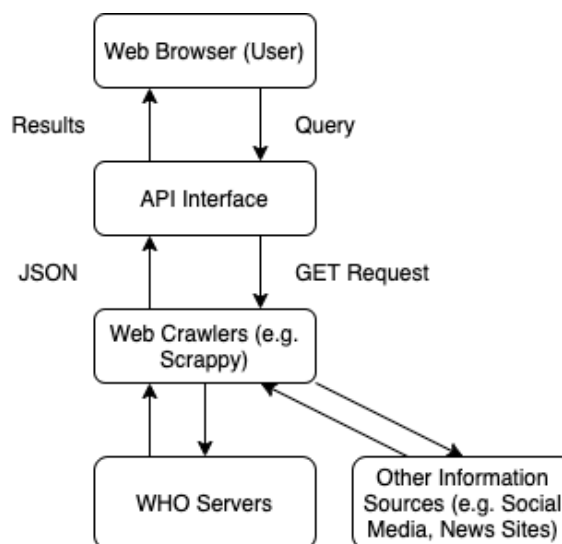 Web Browser (User)
Results
Query
API Interface
JSON
GET Request
Web Crawlers (e.g.
Scrappy)
WHO Servers
Other Information
Sources (e.g. Social
Media, News Sites)